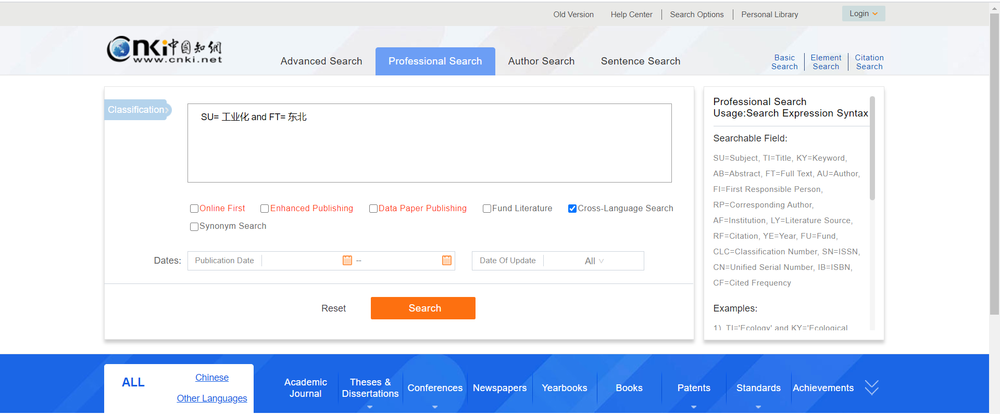 Old Version Help Center Search Options Personal Library Login
cnki中国知網
www.cnki.net
Advanced Search Professional Search Author Search Sentence Search
Basic Search Element Search Citation Search
Classification
SU= 工业化 and FT= 东北
Online First Enhanced Publishing Data Paper Publishing Fund Literature Cross-Language Search
Synonym Search
Dates: Publication Date -- Date Of Update All
Reset Search
Professional Search
Usage:Search Expression Syntax
Searchable Field:
SU=Subject, TI=Title, KY=Keyword,
AB=Abstract, FT=Full Text, AU=Author,
FI=First Responsible Person,
RP=Corresponding Author,
AF=Institution, LY=Literature Source,
RF=Citation, YE=Year, FU=Fund,
CLC=Classification Number, SN=ISSN,
CN=Unified Serial Number, IB=ISBN,
CF=Cited Frequency
Examples:
1) TI='Ecology' and KY='Ecological
ALL
Chinese
Other Languages
Academic Journal
Theses & Dissertations
Conferences
Newspapers
Yearbooks
Books
Patents
Standards
Achievements